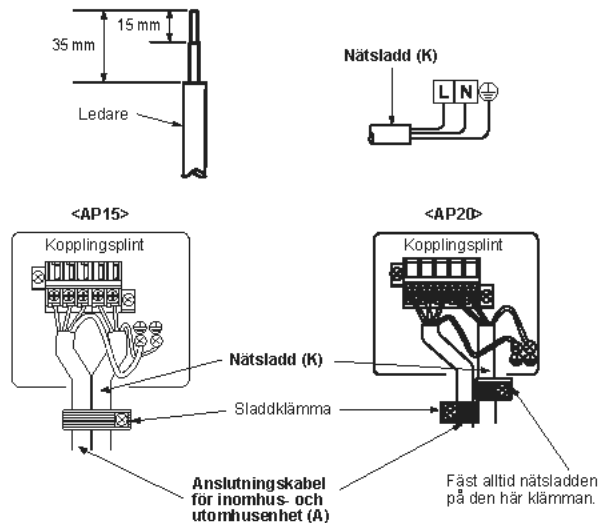 15 mm
35 mm
Ledare
Nätsladd (K)
L N
<AP15>
Kopplingsplint
<AP20>
Kopplingsplint
Nätsladd (K)
Sladdklämma
Anslutningskabel
för inomhus- och
utomhusenhet (A)
Fäst alltid nätsladden
på den här klämman.